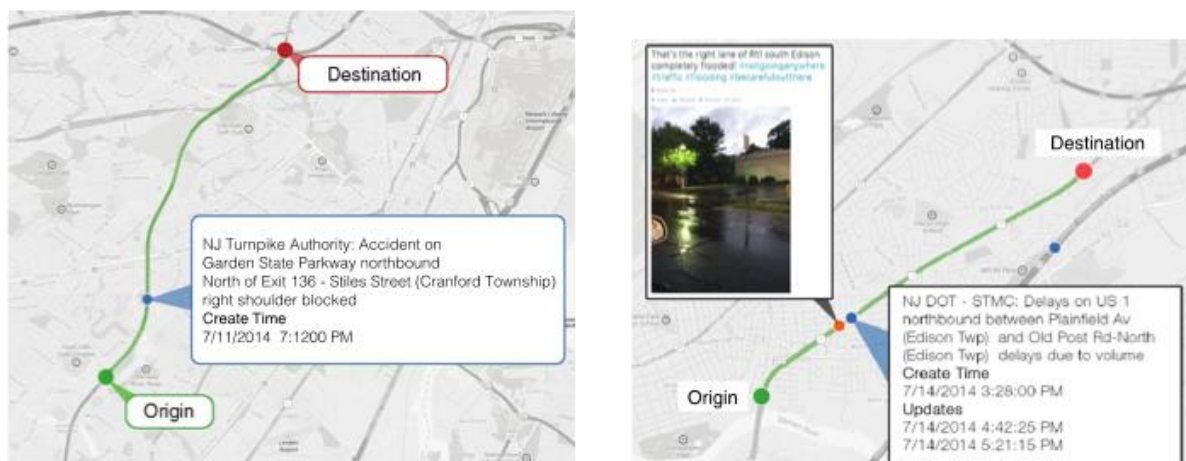 Destination
NJ Turnpike Authority: Accident on
Garden State Parkway northbound
North of Exit 136 - Stiles Street (Cranford Township)
right shoulder blocked
Create Time
7/11/2014 7:1200 PM
Origin
That's the right lane of Rt1 south Edison
completely flooded! #notgoinganywhere
#traffic #flooding #becarefuloutthere
Destination
NJ DOT - STMC: Delays on US 1
northbound between Plainfield Av
(Edison Twp) and Old Post Rd-North
(Edison Twp) delays due to volume
Create Time
7/14/2014 3:28:00 PM
Updates
7/14/2014 4:42:25 PM
7/14/2014 5:21:15 PM
Origin